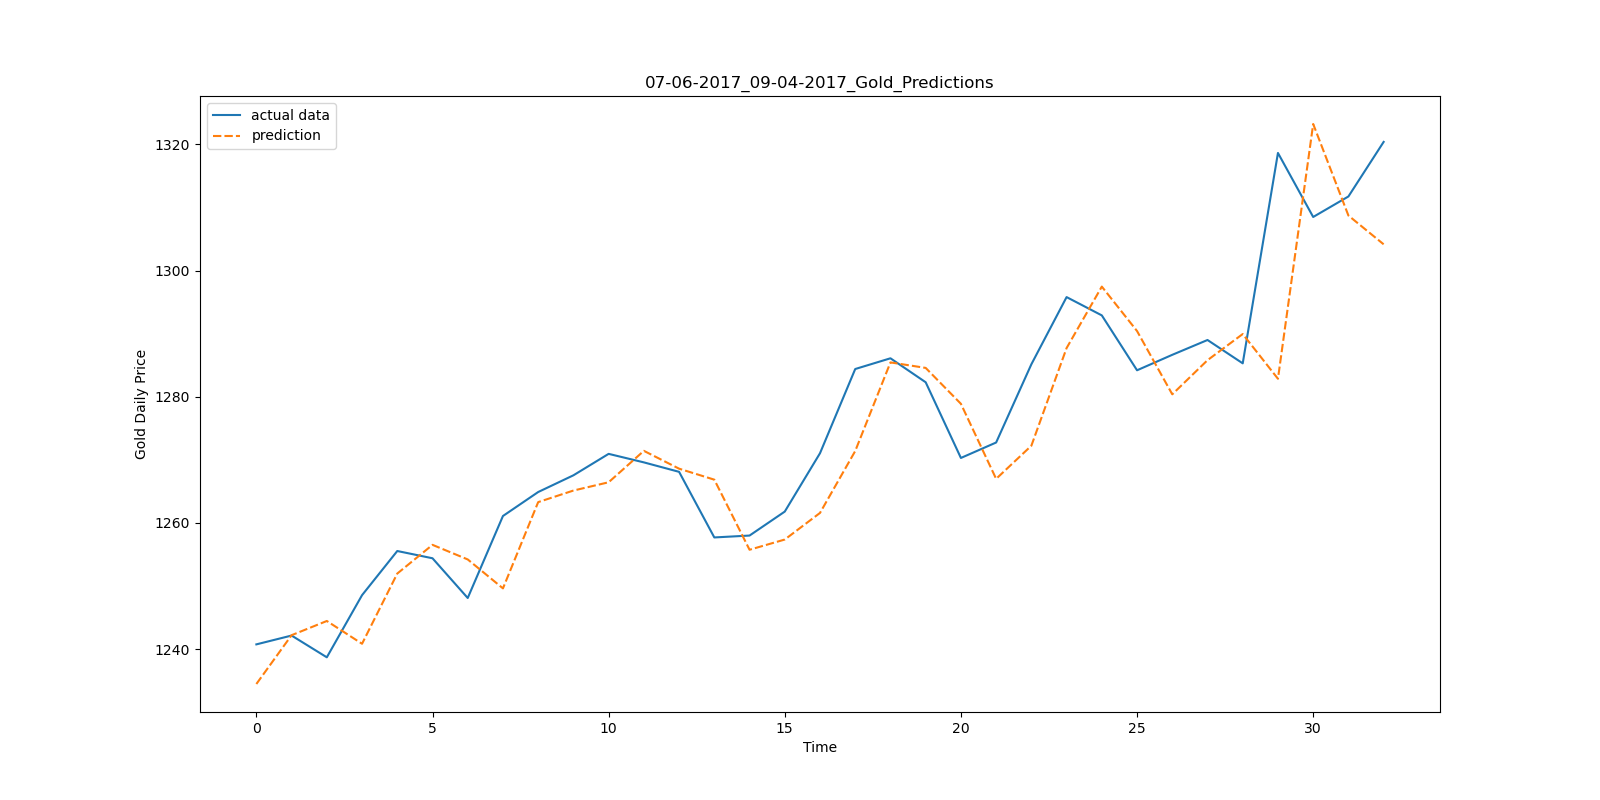 07-06-2017_09-04-2017_Gold_Predictions
actual data
prediction
Gold Daily Price
1320
1300
1280
1260
1240
0 5 10 15 20 25 30
Time